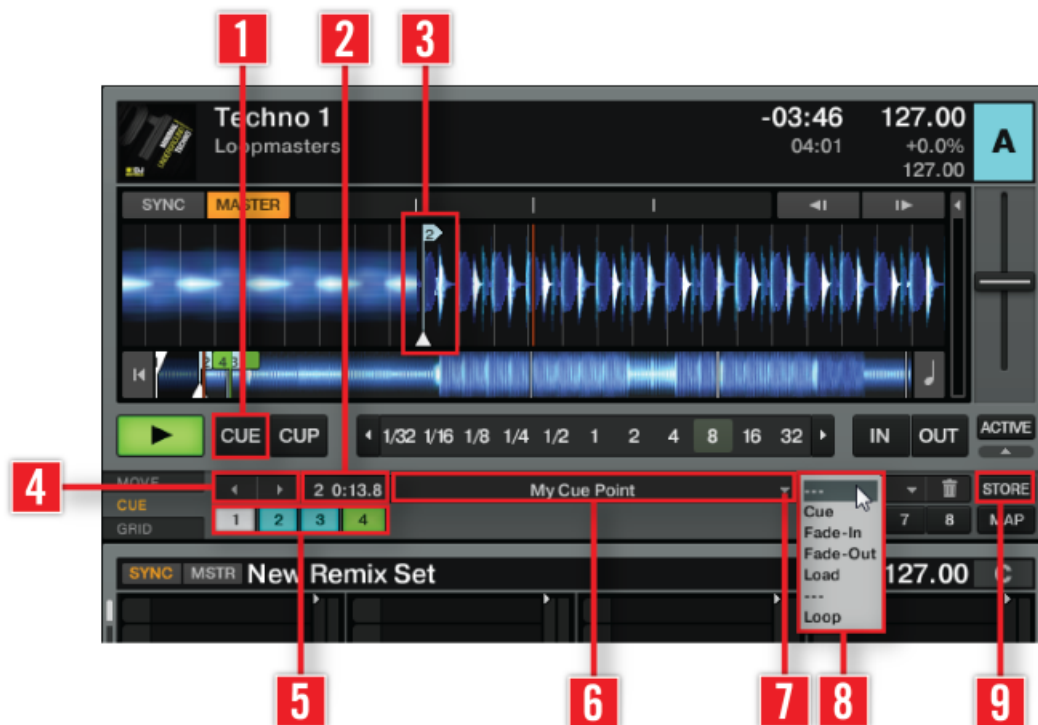 1 2 3
Techno 1 -03:46 127.00 A
Loopmasters 04:01 +0.0%
127.00
SYNC MASTER
2
2 4 3
CUE CUP 1/32 1/16 1/8 1/4 1/2 1 2 4 8 16 32 IN OUT ACTIVE
4
MOVE
2 0:13.8 My Cue Point --- STORE
CUE
1 2 3 4 Cue 7 8 MAP
GRID
Fade-In
Fade-Out
SYNC MSTR New Remix Set Load 127.00 C
---
Loop
5 6 7 8 9